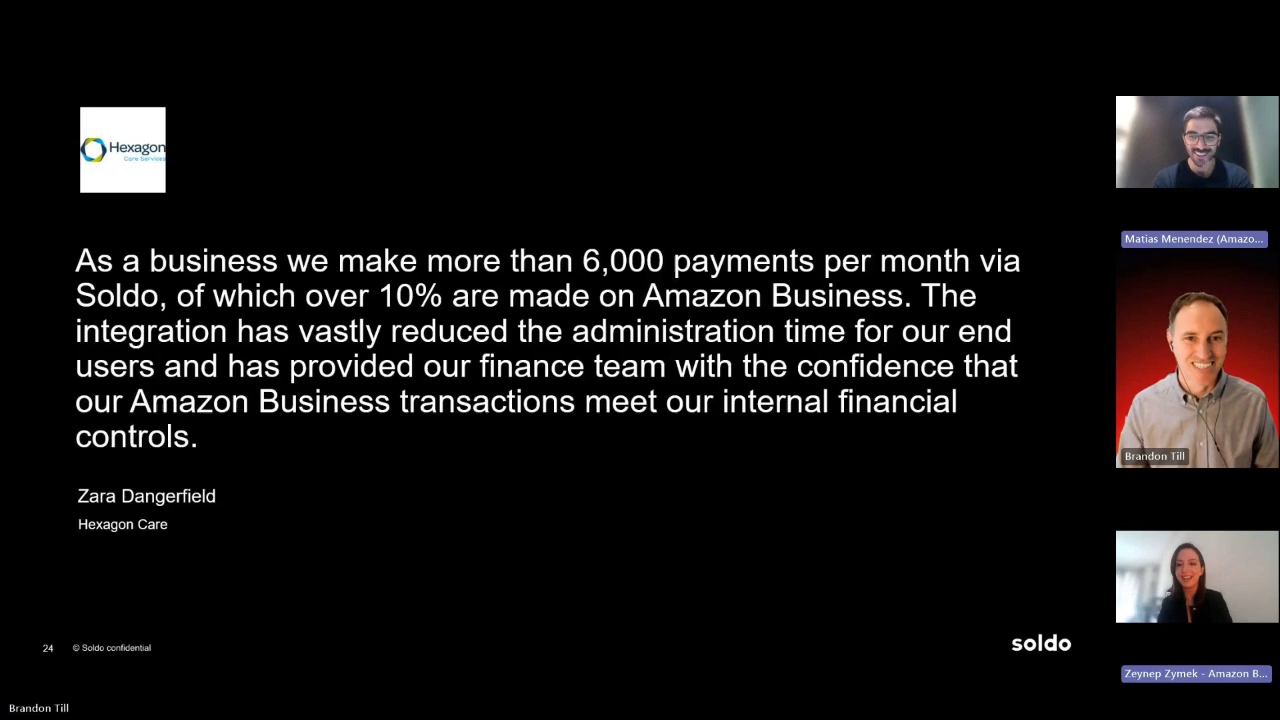 Hexagon
Care Services
As a business we make more than 6,000 payments per month via
Soldo, of which over 10% are made on Amazon Business. The
integration has vastly reduced the administration time for our end
users and has provided our finance team with the confidence that
our Amazon Business transactions meet our internal financial
controls.
Zara Dangerfield
Hexagon Care
24 © Soldo confidential
soldo
Matias Menendez (Amazo...
Brandon Till
Zeynep Zymek - Amazon B...
Brandon Till